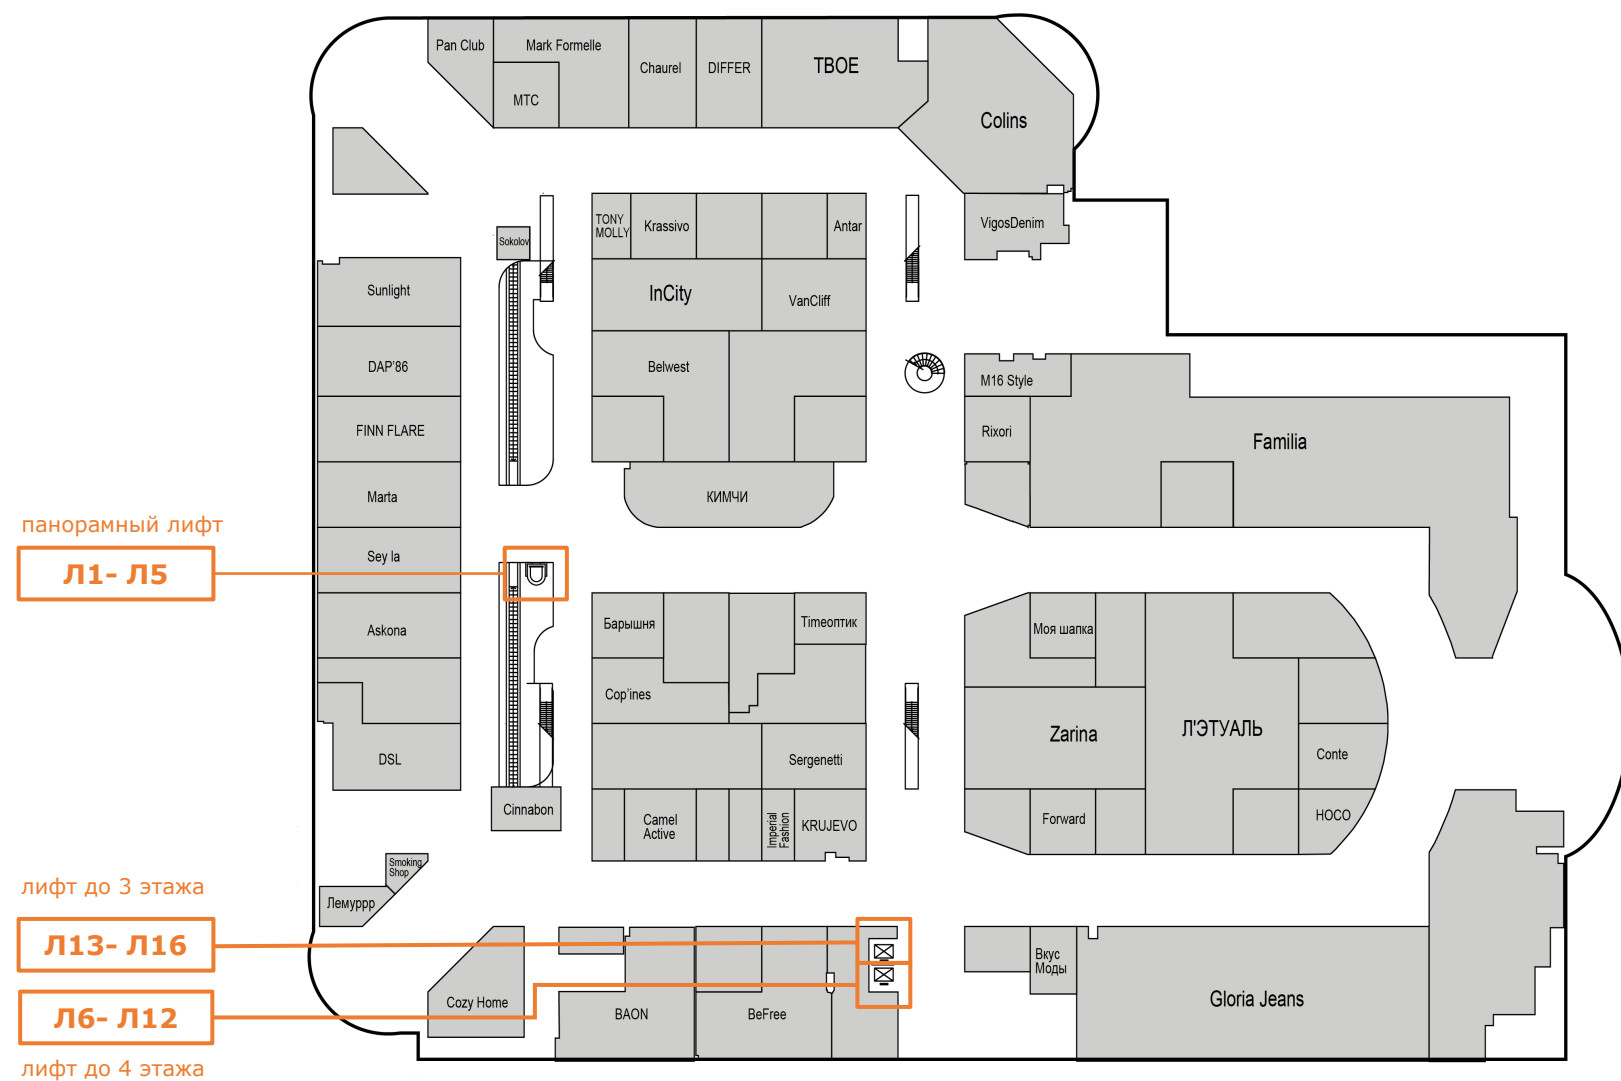 Pan Club
Mark Formelle
МТС
Chaurel
DIFFER
ТВОЕ
Colins
TONY
MOLLY
Krassivo
Antar
VigosDenim
Sokolov
Sunlight
InCity
VanCliff
DAP'86
Belwest
M16 Style
FINN FLARE
Rixori
Familia
Marta
КИМЧИ
панорамный лифт
Л1- Л5
Sey la
Askona
Барышня
Timeоптик
Моя шапка
Cop'ines
Zarina
Л'ЭТУАЛЬ
DSL
Sergenetti
Conte
Cinnabon
Camel
Active
Imperial
Fashion
KRUJEVO
Forward
HOCO
Smoking
Shop
лифт до 3 этажа
Лемуррр
Л13- Л16
Вкус
Моды
Cozy Home
BAON
BeFree
Gloria Jeans
Л6- Л12
лифт до 4 этажа